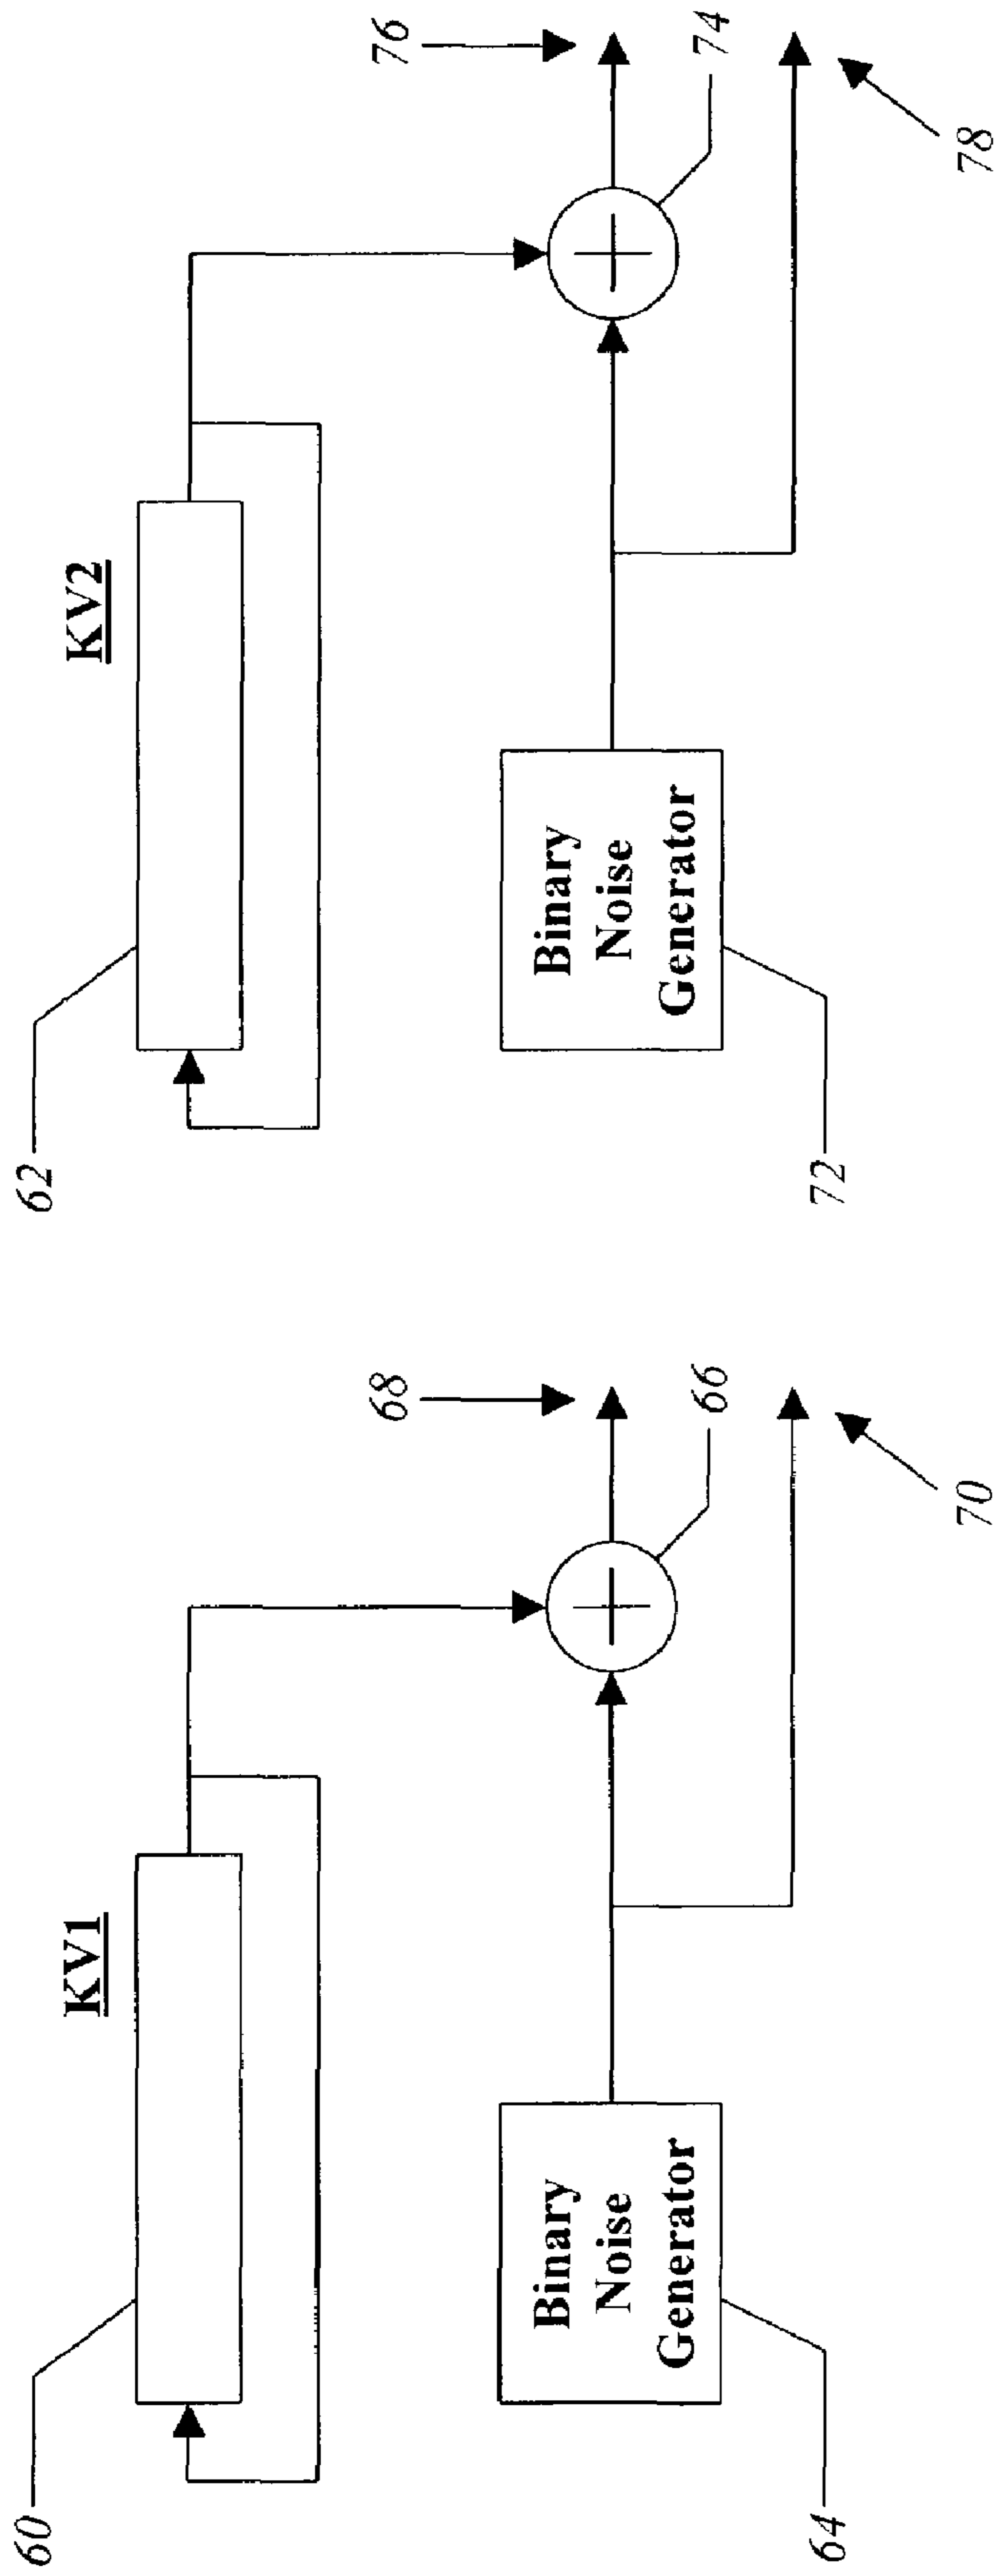 KV1
60
68
66
70
Binary
Noise
Generator
64
KV2
62
76
74
78
Binary
Noise
Generator
72